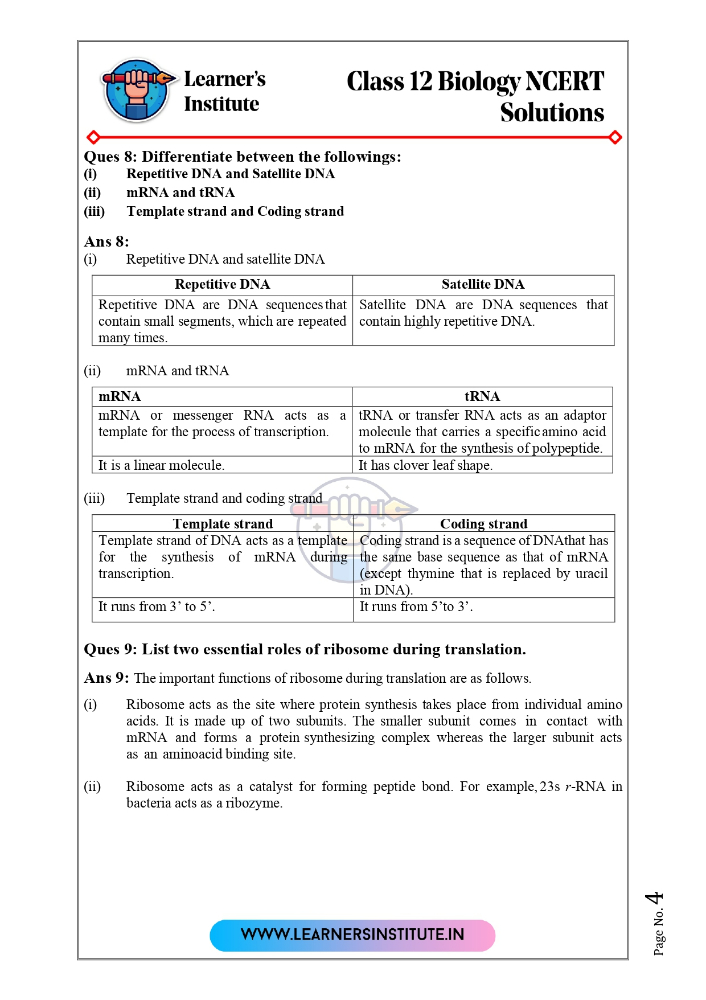 Learner's
Institute
Class 12 Biology NCERT
Solutions
Ques 8: Differentiate between the followings:
(i) Repetitive DNA and Satellite DNA
(ii) mRNA and tRNA
(iii) Template strand and Coding strand
Ans 8:
(i) Repetitive DNA and satellite DNA
Repetitive DNA
Repetitive DNA are DNA sequences that
contain small segments, which are repeated
many times.
Satellite DNA
Satellite DNA are DNA sequences that
contain highly repetitive DNA.
(ii) mRNA and tRNA
mRNA
tRNA
mRNA or messenger RNA acts as a
template for the process of transcription.
tRNA or transfer RNA acts as an adaptor
molecule that carries a specific amino acid
to mRNA for the synthesis of polypeptide.
It is a linear molecule.
It has clover leaf shape.
(iii) Template strand and coding strand
Template strand
Coding strand
Template strand of DNA acts as a template
for the synthesis of mRNA during
transcription.
Coding strand is a sequence of DNAthat has
the same base sequence as that of mRNA
(except thymine that is replaced by uracil
in DNA).
It runs from 3’ to 5’.
It runs from 5’to 3’.
Ques 9: List two essential roles of ribosome during translation.
Ans 9: The important functions of ribosome during translation are as follows.
(i) Ribosome acts as the site where protein synthesis takes place from individual amino
acids. It is made up of two subunits. The smaller subunit comes in contact with
mRNA and forms a protein synthesizing complex whereas the larger subunit acts
as an aminoacid binding site.
(ii) Ribosome acts as a catalyst for forming peptide bond. For example, 23s r-RNA in
bacteria acts as a ribozyme.
Page No. 4
WWW.LEARNERSINSTITUTE.IN